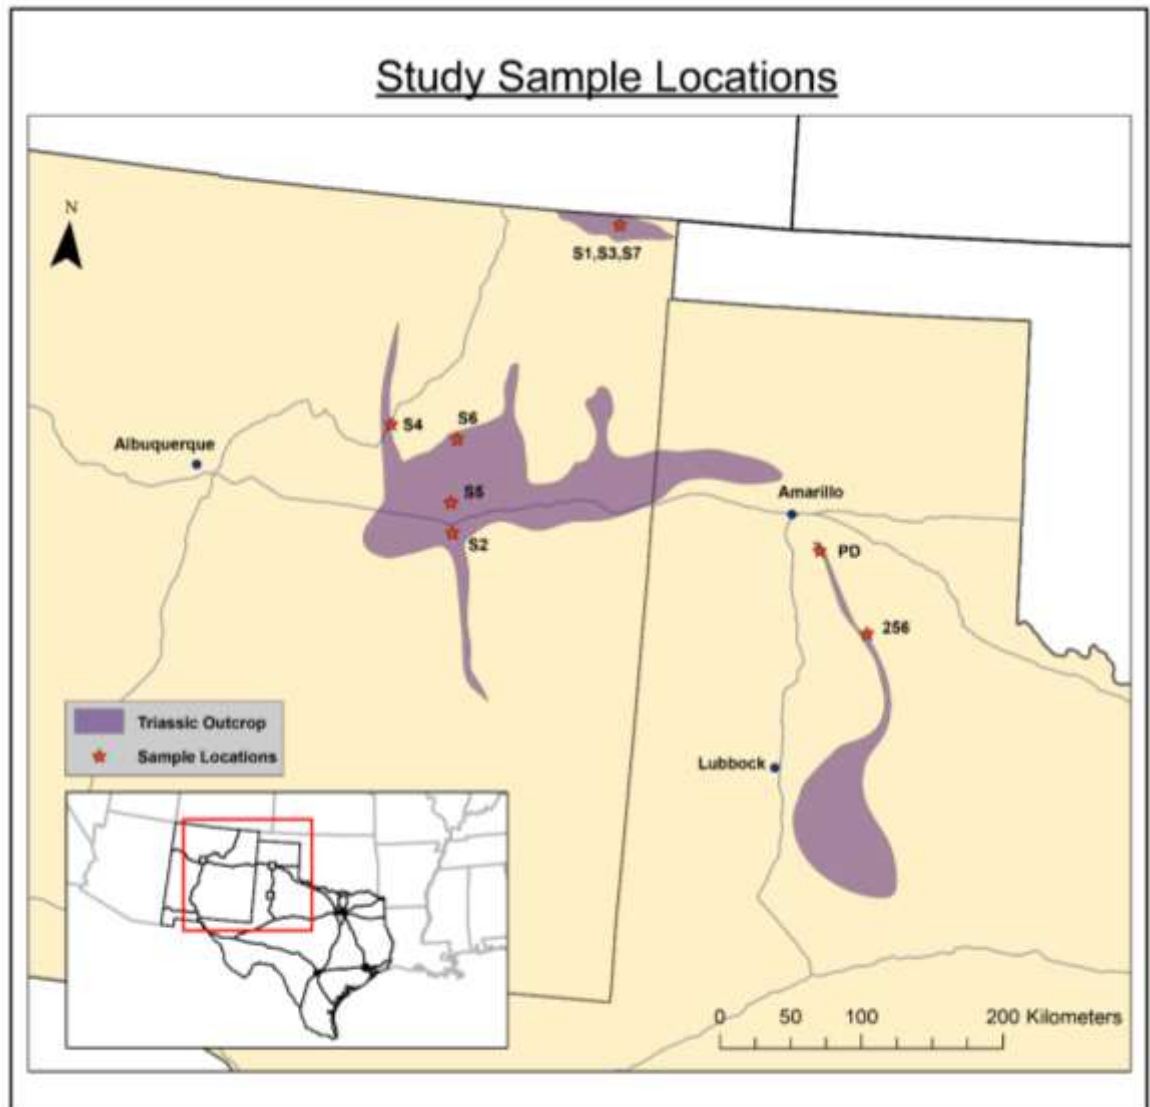 Study Sample Locations
N
S1,S3,S7
S4
S6
Albuquerque
S5
Amarillo
S2
PD
256
Triassic Outcrop
Sample Locations
Lubbock
0 50 100 200 Kilometers